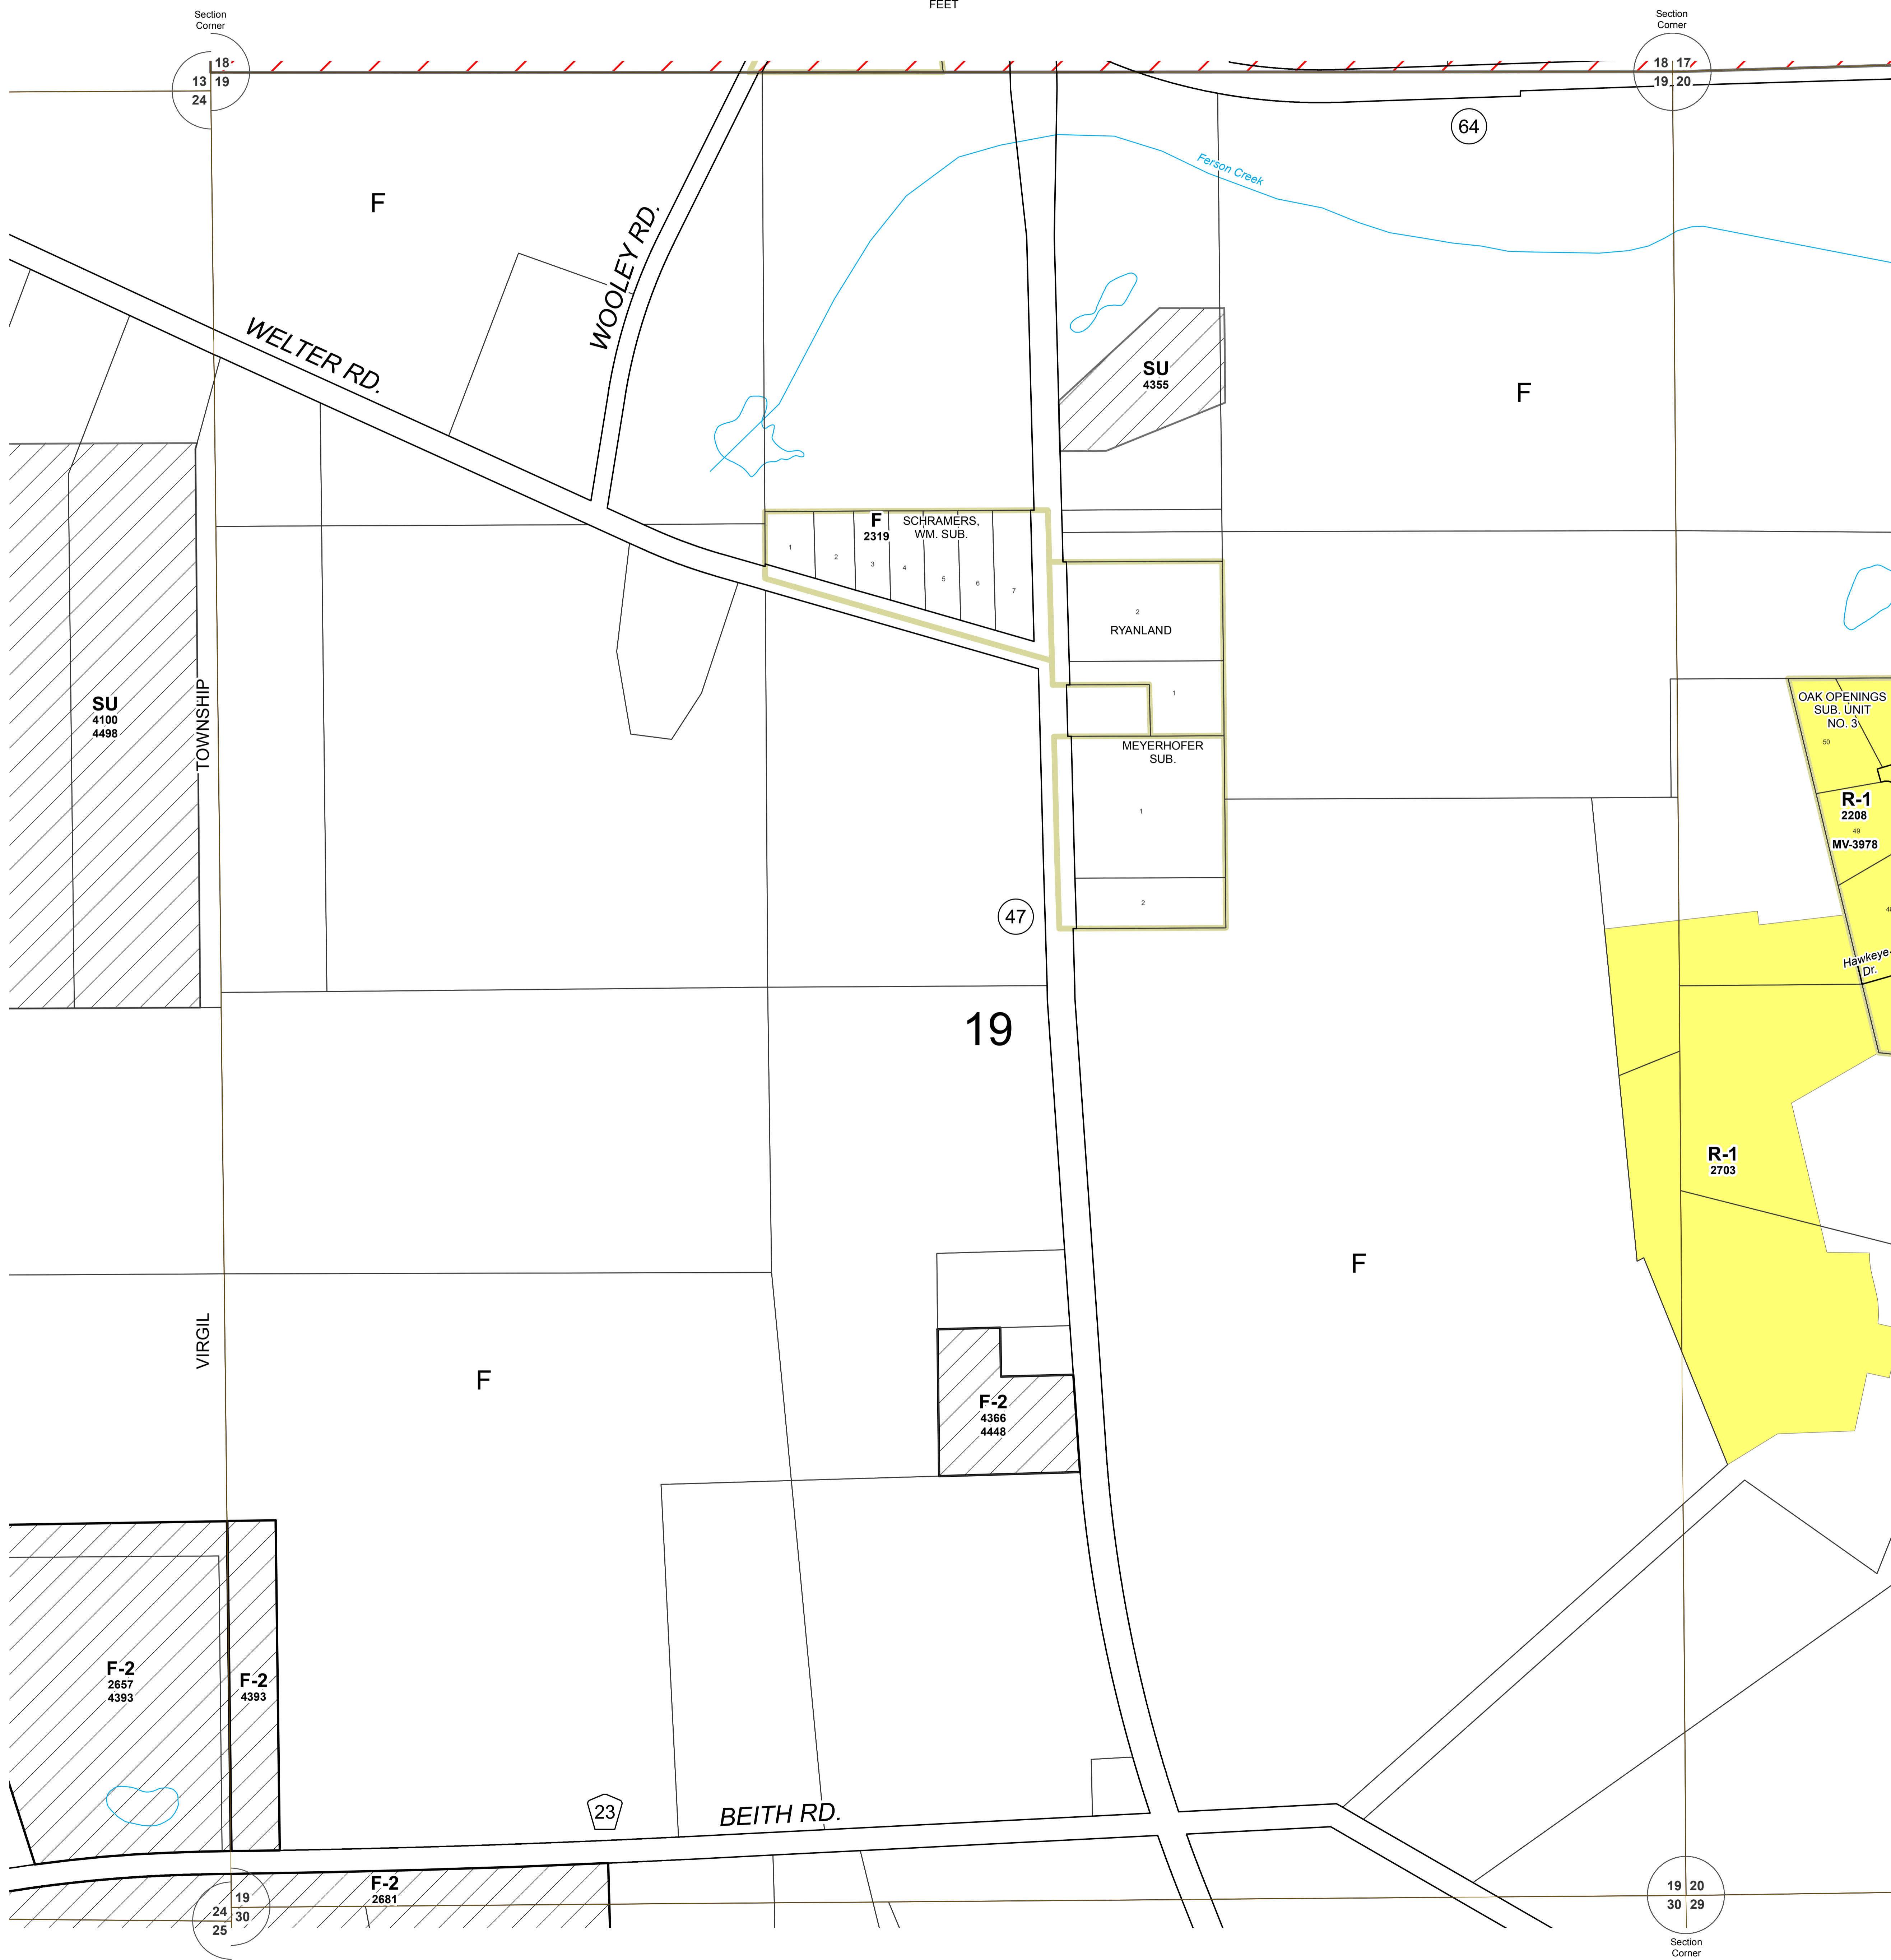 FEET
Section
Corner
Section
Corner
18
13 19
24
18 17
19 20
64
Ferson Creek
F
WOOLEY RD.
WELTER RD.
SU
4355
F
F
2319
SCHRAMERS,
WM. SUB.
1
2
3
4
5
6
7
2
RYANLAND
1
MEYERHOFER
SUB.
1
2
SU
4100
4498
TOWNSHIP
OAK OPENINGS
SUB. UNIT
NO. 3
50
R-1
2208
49
MV-3978
Hawkeye
Dr.
47
19
R-1
2703
F
VIRGIL
F
F-2
4366
4448
F-2
2657
4393
F-2
4393
23
BEITH RD.
F-2
2681
19
24 30
25
19 20
30 29
Section
Corner